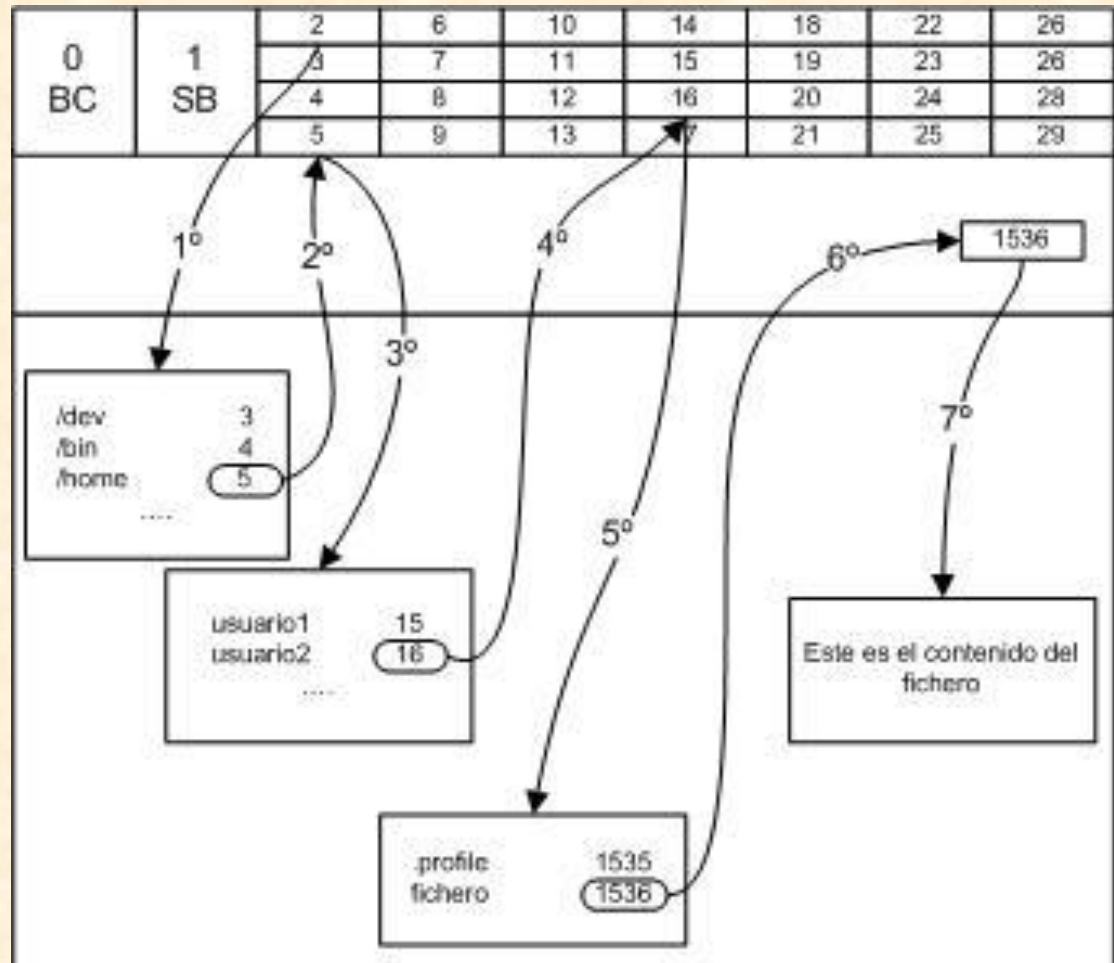 0 BC
1 SB
2 6 10 14 18 22 26
3 7 11 15 19 23 26
4 8 12 16 20 24 28
5 9 13 17 21 25 29
1º
2º
3º
4º
5º
6º
7º
1536
/dev 3
/bin 4
/home 5
....
usuario1 15
usuario2 16
....
.profile 1535
fichero 1536
Este es el contenido del
fichero